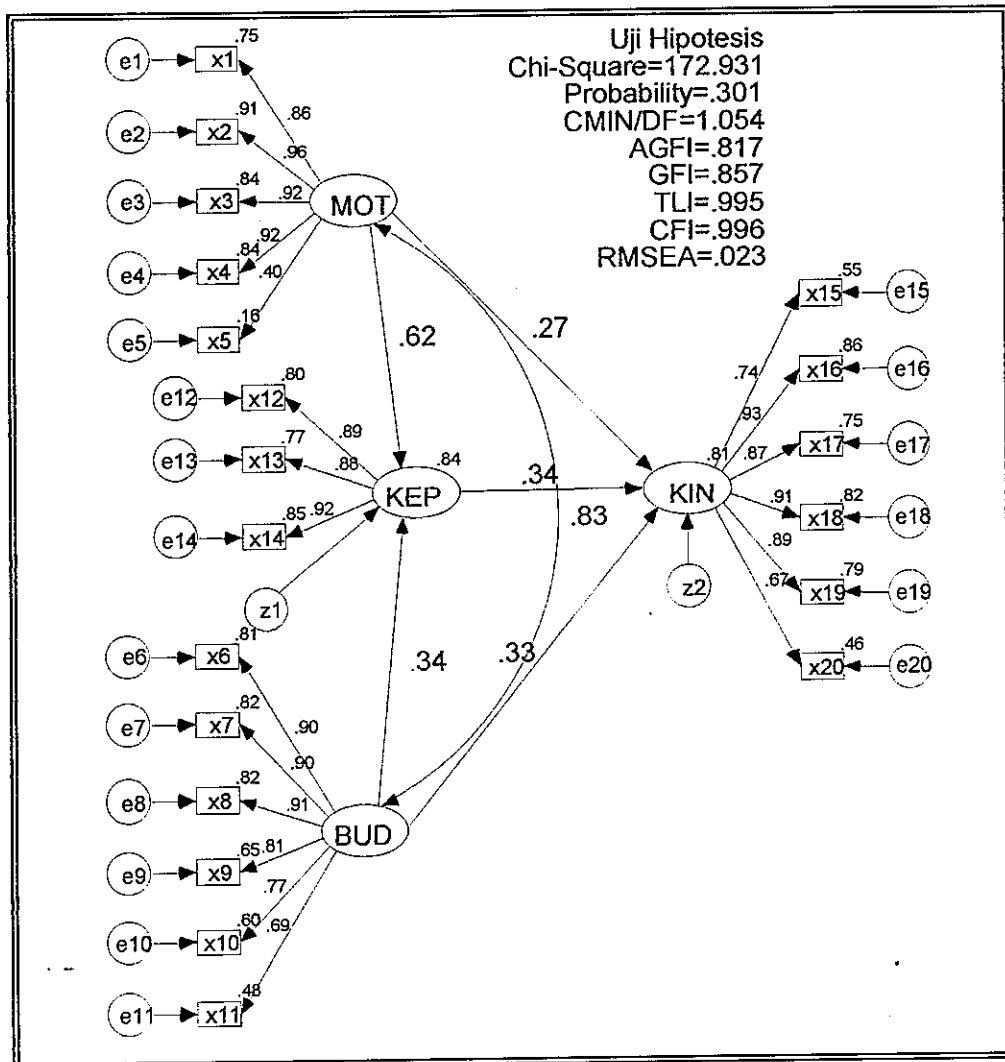 Uji Hipotesis
Chi-Square=172.931
Probability=.301
CMIN/DF=1.054
AGFI=.817
GFI=.857
TLI=.995
CFI=.996
RMSEA=.023
e1 x1 .75 .86
e2 x2 .91 .96
e3 x3 .84 .92
MOT
e4 x4 .84 .92
e5 x5 .16 .40
.62
.27
e12 x12 .80 .89
e13 x13 .77 .88
KEP .84
e14 x14 .85 .92
z1
.34
.83
.81 KIN
z2
.74 x15 .55 e15
.93 x16 .86 e16
.87 x17 .75 e17
.91 x18 .82 e18
.89 x19 .79 e19
.67 x20 .46 e20
.34
.33
e6 x6 .81 .90
e7 x7 .82 .90
e8 x8 .82 .91
BUD
e9 x9 .65 .81
e10 x10 .60 .77
e11 x11 .48 .69